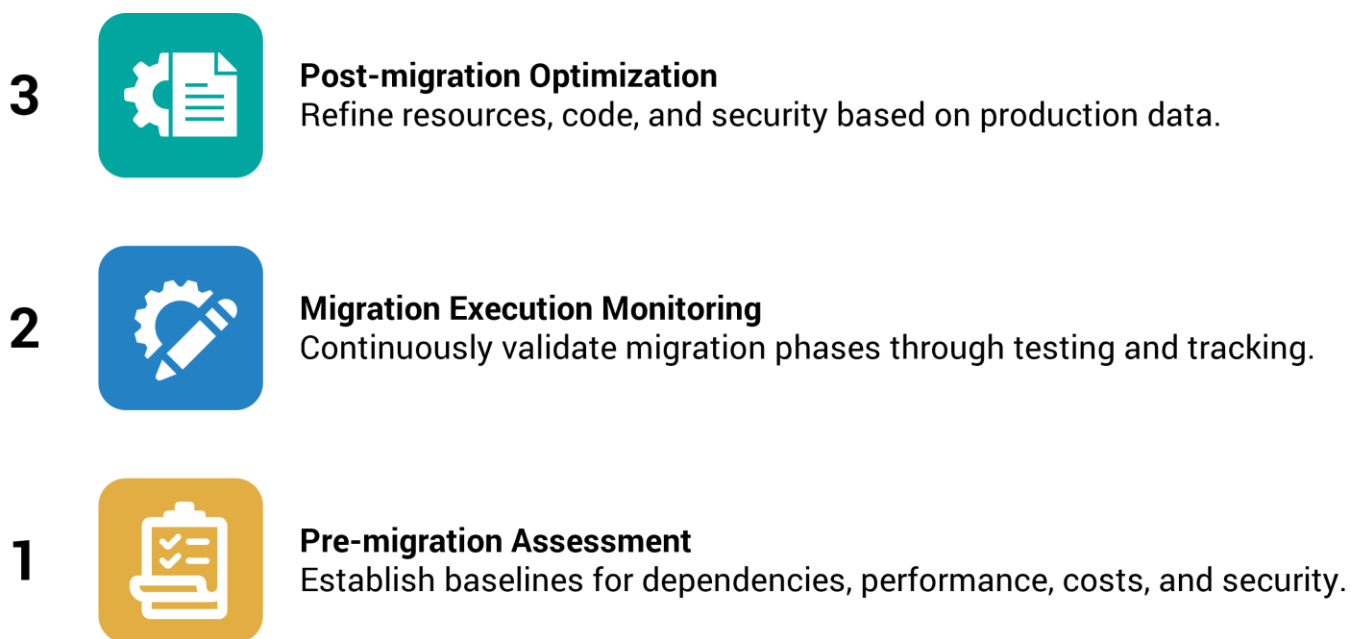 3
Post-migration Optimization
Refine resources, code, and security based on production data.
2
Migration Execution Monitoring
Continuously validate migration phases through testing and tracking.
1
Pre-migration Assessment
Establish baselines for dependencies, performance, costs, and security.